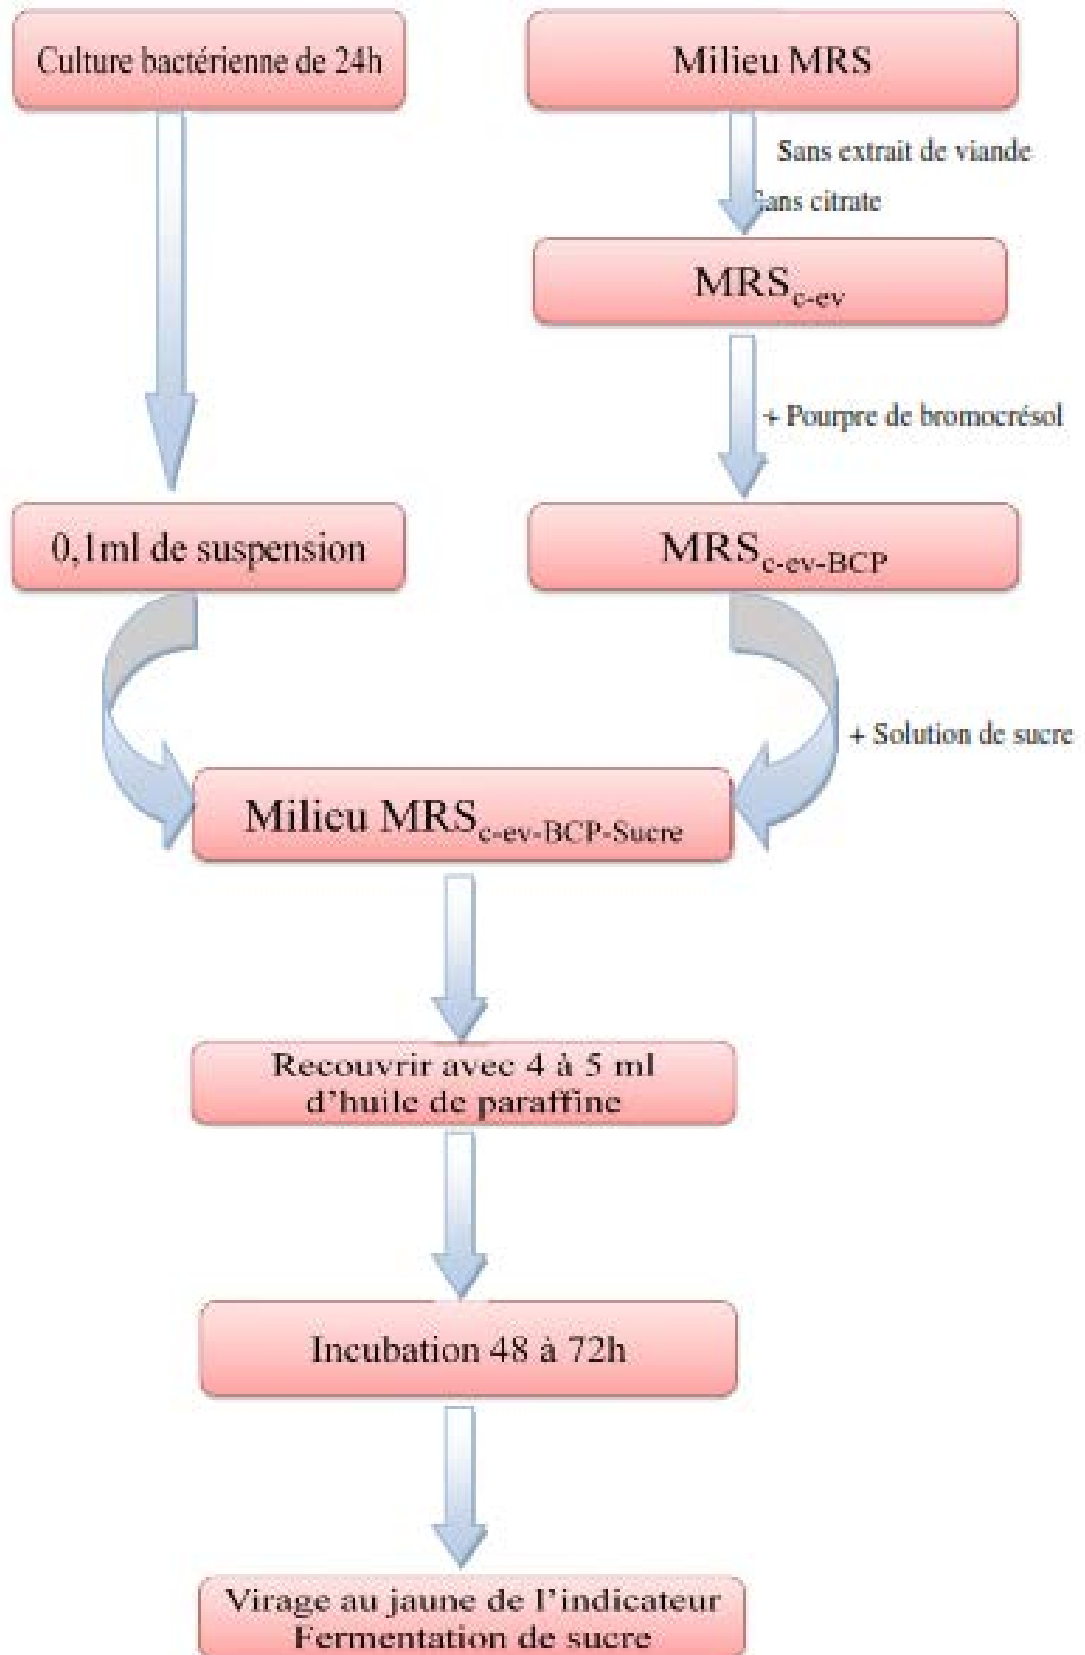 Culture bactérienne de 24h
Milieu MRS
Sans extrait de viande
Sans citrate
MRSc-ev
+ Pourpre de bromocrésol
0,1ml de suspension
MRSc-ev-BCP
+ Solution de sucre
Milieu MRSc-ev-BCP-Sucre
Recouvrir avec 4 à 5 ml
d'huile de paraffine
Incubation 48 à 72h
Virage au jaune de l'indicateur
Fermentation de sucre